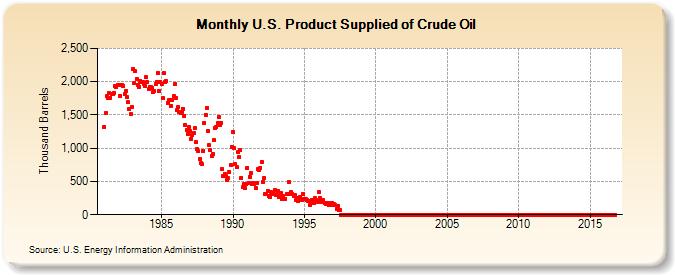 Monthly U.S. Product Supplied of Crude Oil
Thousand Barrels
2,500
2,000
1,500
1,000
500
0
1985 1990 1995 2000 2005 2010 2015
Source: U.S. Energy Information Administration